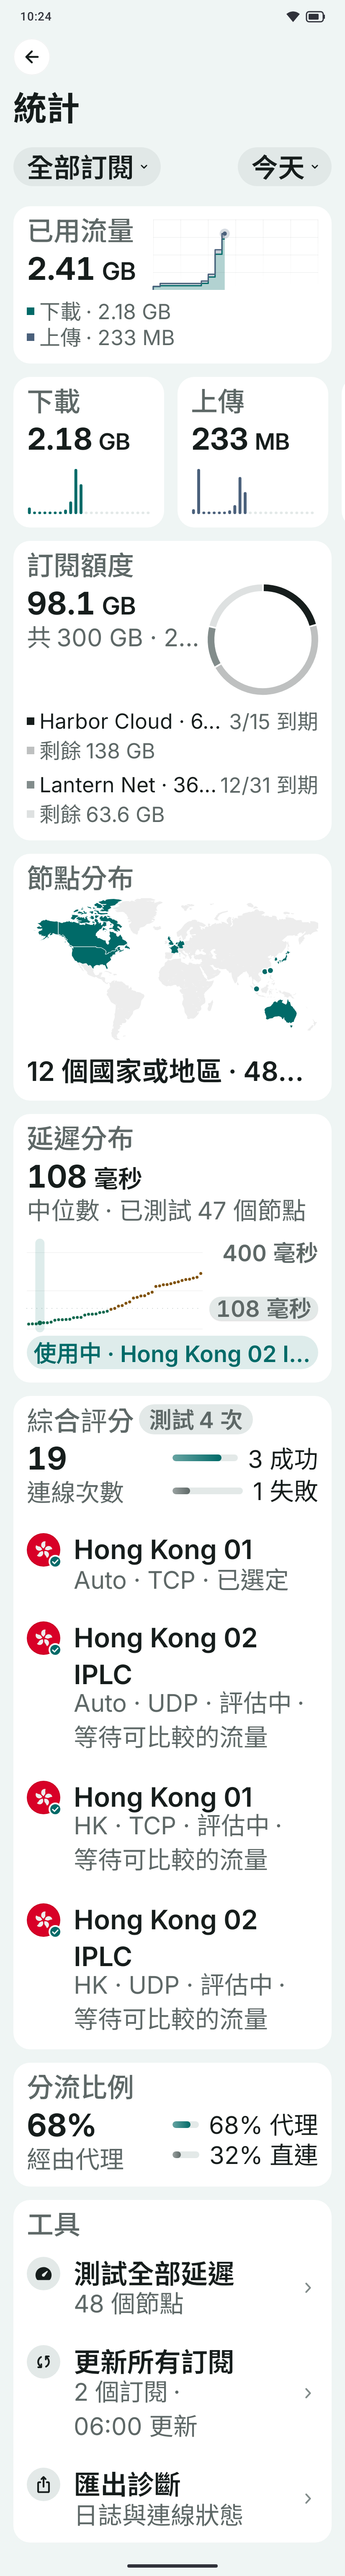 10:24
統計
全部訂閱
今天
已用流量
2.41 GB
下載 · 2.18 GB
上傳 · 233 MB
下載
2.18 GB
上傳
233 MB
訂閱額度
98.1 GB
共 300 GB · 2...
Harbor Cloud · 6... 3/15 到期
剩餘 138 GB
Lantern Net · 36... 12/31 到期
剩餘 63.6 GB
節點分布
12 個國家或地區 · 48...
延遲分布
108 毫秒
中位數 · 已測試 47 個節點
400 毫秒
108 毫秒
使用中 · Hong Kong 02 I...
綜合評分 測試 4 次
19
連線次數
3 成功
1 失敗
Hong Kong 01
Auto · TCP · 已選定
Hong Kong 02
IPLC
Auto · UDP · 評估中 ·
等待可比較的流量
Hong Kong 01
HK · TCP · 評估中 ·
等待可比較的流量
Hong Kong 02
IPLC
HK · UDP · 評估中 ·
等待可比較的流量
分流比例
68%
經由代理
68% 代理
32% 直連
工具
測試全部延遲
48 個節點
更新所有訂閱
2 個訂閱 ·
06:00 更新
匯出診斷
日誌與連線狀態